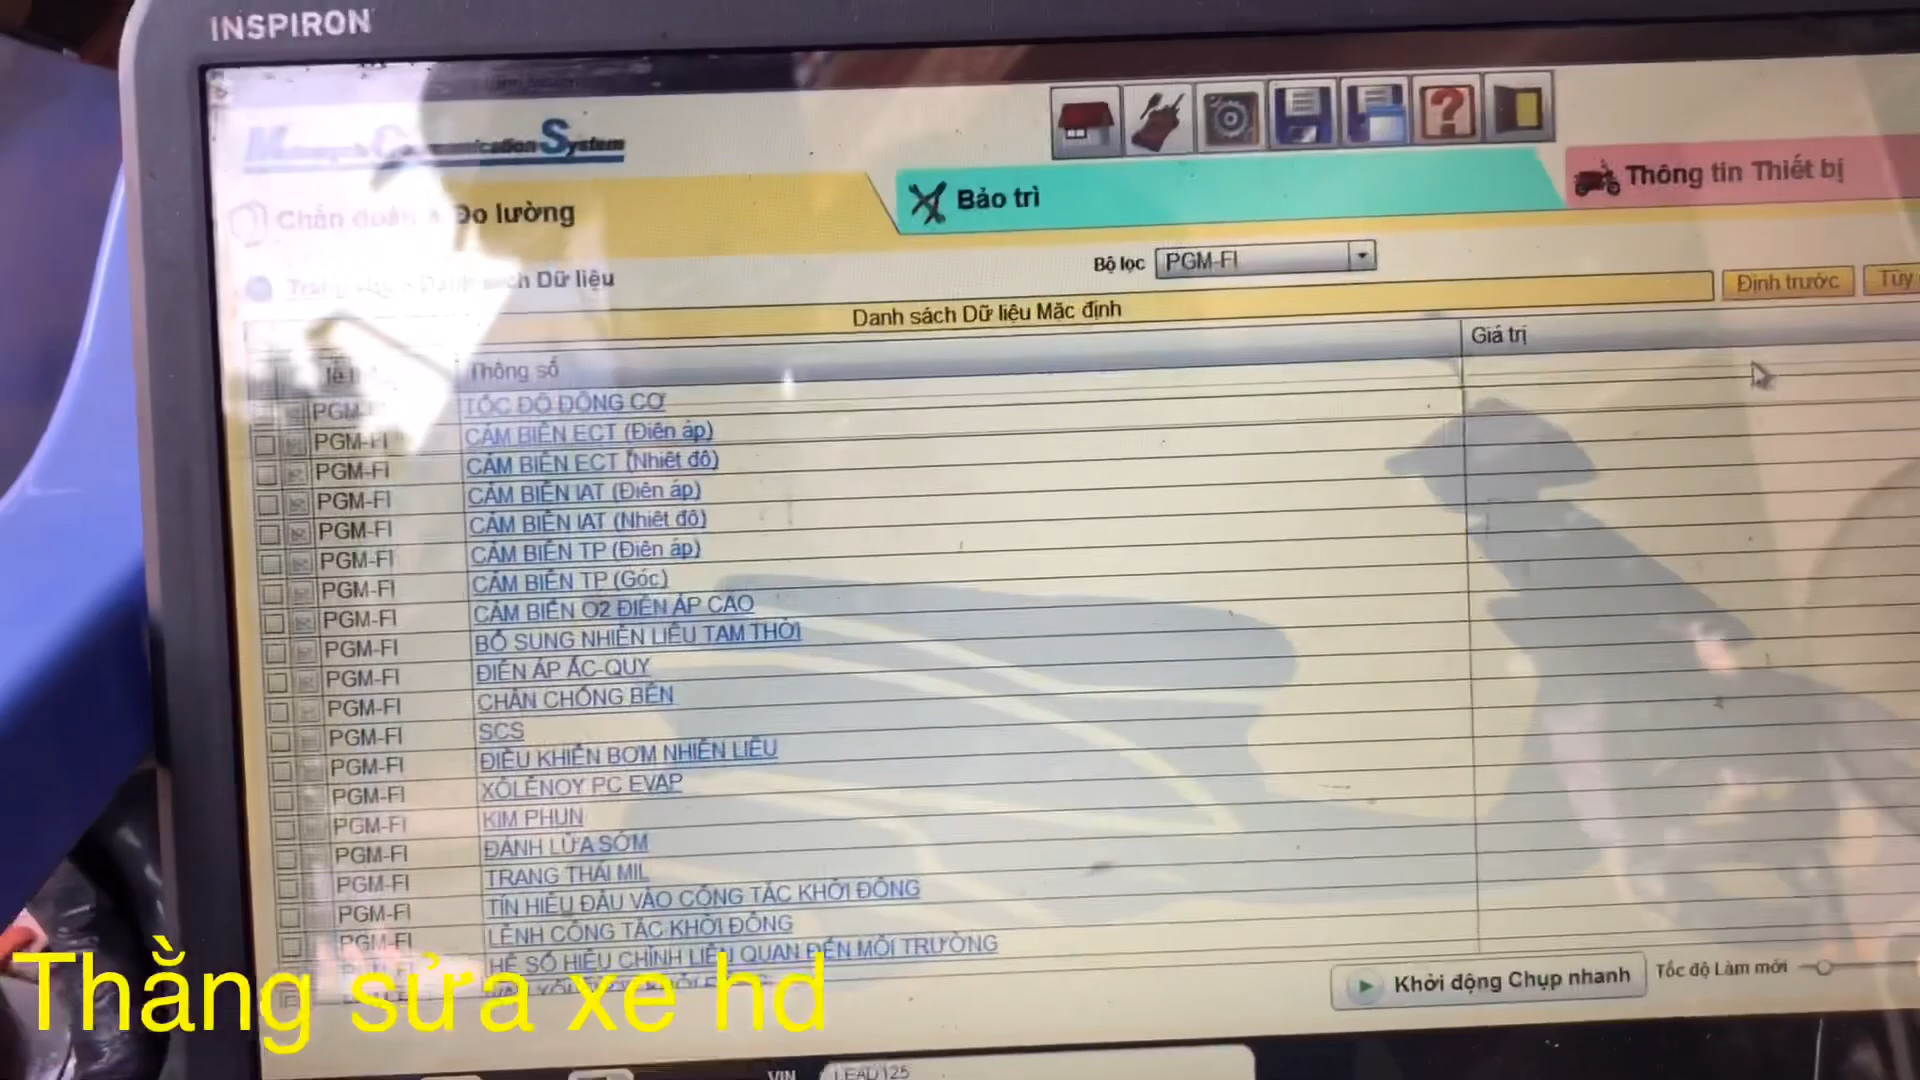 INSPIRON
System
Đo lường
Bảo trì
Thông tin Thiết bị
Bộ lọc PGM-FI
Danh sách Dữ liệu
Định trước
Danh sách Dữ liệu Mặc định
Thông số Giá trị
TỐC ĐỘ ĐỘNG CƠ
PGM-FI CẢM BIẾN ECT (Điện áp)
PGM-FI CẢM BIẾN ECT (Nhiệt độ)
PGM-FI CẢM BIẾN IAT (Điện áp)
PGM-FI CẢM BIẾN IAT (Nhiệt độ)
PGM-FI CẢM BIẾN TP (Điện áp)
PGM-FI CẢM BIẾN TP (Góc)
PGM-FI CẢM BIẾN O2 ĐIỆN ÁP CAO
PGM-FI BỔ SUNG NHIÊN LIỆU TẠM THỜI
PGM-FI ĐIỆN ÁP ẮC-QUY
PGM-FI CHÂN CHỐNG BÊN
PGM-FI SCS
PGM-FI ĐIỀU KHIỂN BƠM NHIÊN LIỆU
PGM-FI XÔLÊNOY PC EVAP
PGM-FI KIM PHUN
PGM-FI ĐÁNH LỬA SỚM
PGM-FI TRẠNG THÁI MIL
PGM-FI TÍN HIỆU ĐẦU VÀO CÔNG TẮC KHỞI ĐỘNG
PGM-FI LỆNH CÔNG TẮC KHỞI ĐỘNG
HỆ SỐ HIỆU CHỈNH LIÊN QUAN ĐẾN MÔI TRƯỜNG
Khởi động Chụp nhanh
Tốc độ Làm mới
Thằng sửa xe hd
VIN LEAD125